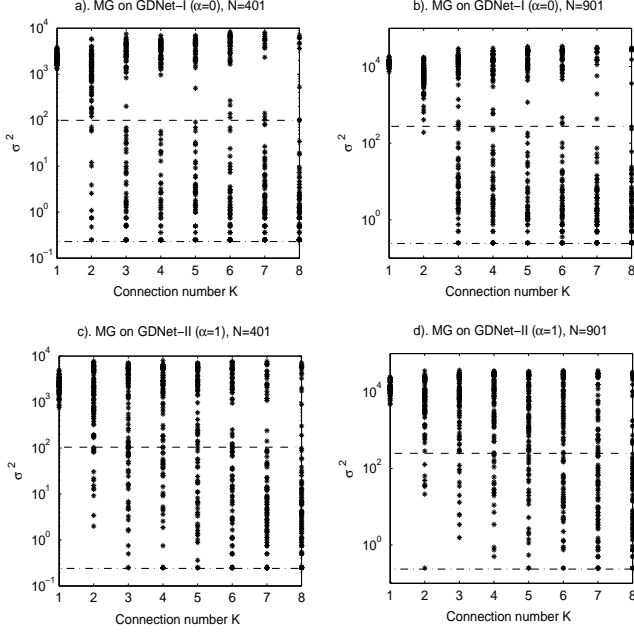 a). MG on GDNet−I (α=0), N=401
10^4
10^3
10^2
10^1
10^0
10^−1
σ^2
1 2 3 4 5 6 7 8
Connection number K
b). MG on GDNet−I (α=0), N=901
10^4
10^2
10^0
σ^2
1 2 3 4 5 6 7 8
Connection number K
c). MG on GDNet−II (α=1), N=401
10^4
10^3
10^2
10^1
10^0
10^−1
σ^2
1 2 3 4 5 6 7 8
Connection number K
d). MG on GDNet−II (α=1), N=901
10^4
10^2
10^0
σ^2
1 2 3 4 5 6 7 8
Connection number K